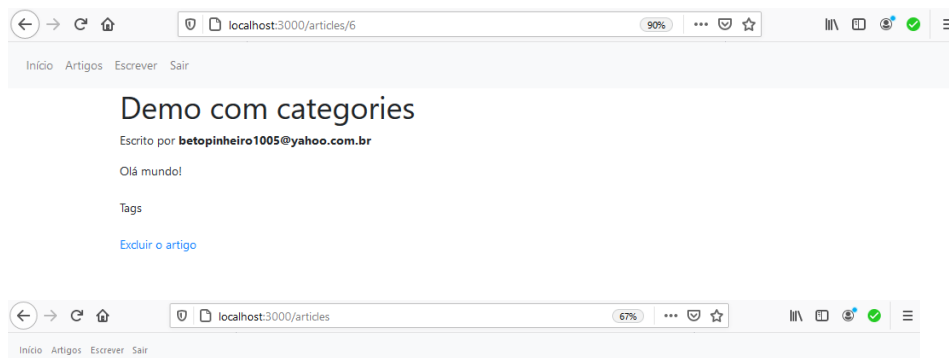 localhost:3000/articles/6
90%
Início Artigos Escrever Sair
Demo com categories
Escrito por betopinheiro1005@yahoo.com.br
Olá mundo!
Tags
Excluir o artigo
localhost:3000/articles
67%
Início Artigos Escrever Sair